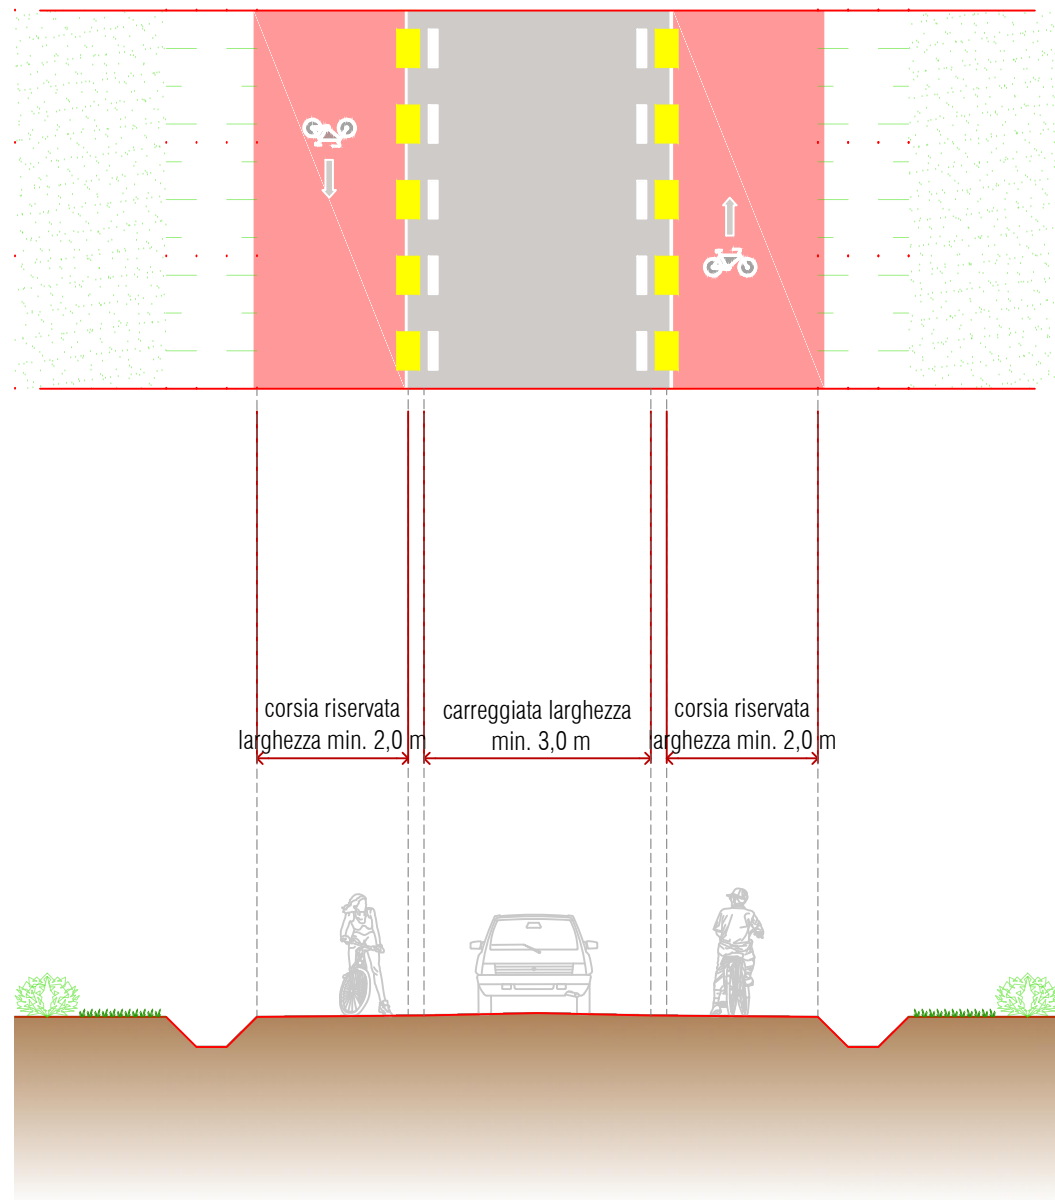 corsia riservata
larghezza min. 2,0 m
carreggiata larghezza
min. 3,0 m
corsia riservata
larghezza min. 2,0 m